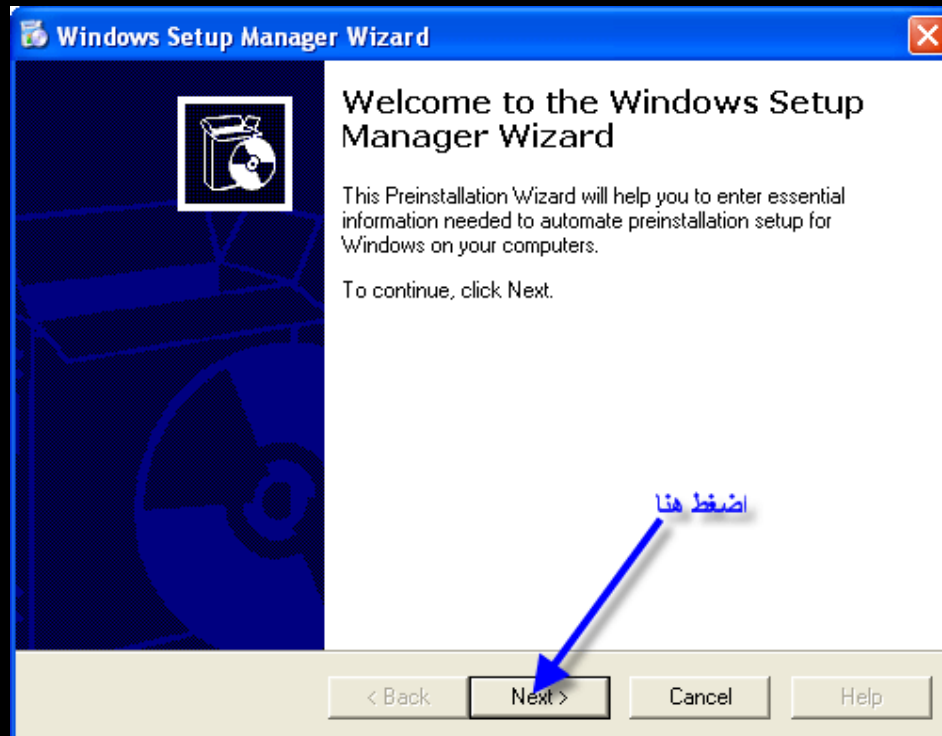 Windows Setup Manager Wizard
Welcome to the Windows Setup
Manager Wizard
This Preinstallation Wizard will help you to enter essential
information needed to automate preinstallation setup for
Windows on your computers.
To continue, click Next.
اضغط هنا
< Back Next > Cancel Help